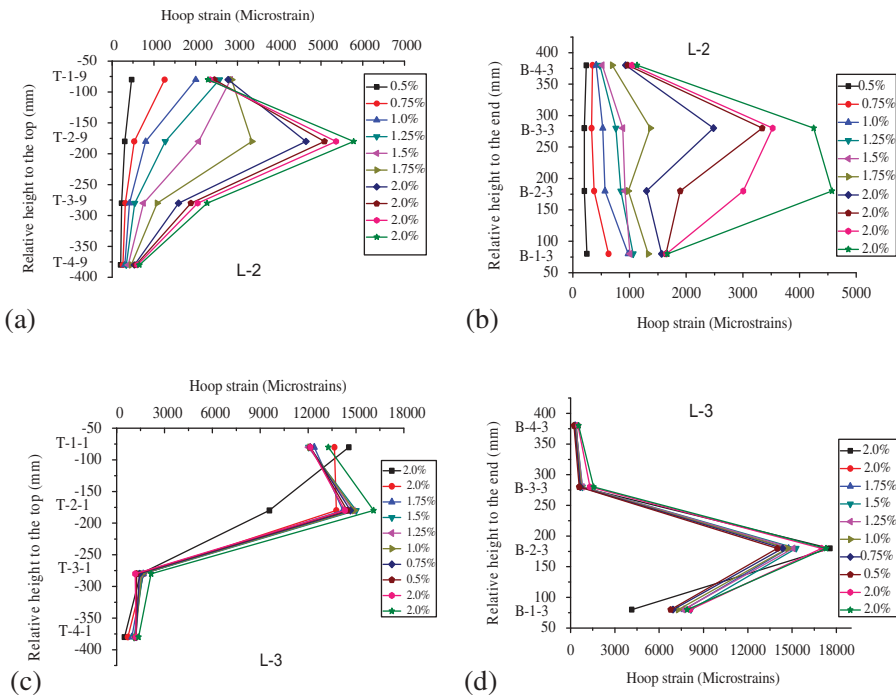 Hoop strain (Microstrain)
0 1000 2000 3000 4000 5000 6000 7000
Relative height to the top (mm)
-50
T-1-9
-100
-150
T-2-9
-200
-250
T-3-9
-300
-350
T-4-9
-400
0.5%
0.75%
1.0%
1.25%
1.5%
1.75%
2.0%
2.0%
2.0%
2.0%
L-2
(a)
L-2
Relative height to the end (mm)
400
B-4-3
350
300
B-3-3
250
200
B-2-3
150
100
B-1-3
50
0.5%
0.75%
1.0%
1.25%
1.5%
1.75%
2.0%
2.0%
2.0%
2.0%
0 1000 2000 3000 4000 5000
Hoop strain (Microstrains)
(b)
Hoop strain (Microstrains)
0 3000 6000 9000 12000 15000 18000
Relative height to the top (mm)
-50
T-1-1
-100
-150
T-2-1
-200
-250
T-3-1
-300
-350
T-4-1
-400
2.0%
2.0%
1.75%
1.5%
1.25%
1.0%
0.75%
0.5%
2.0%
2.0%
L-3
(c)
L-3
Relative height to the end (mm)
400
B-4-3
350
300
B-3-3
250
200
B-2-3
150
100
B-1-3
50
2.0%
2.0%
1.75%
1.5%
1.25%
1.0%
0.75%
0.5%
2.0%
2.0%
0 3000 6000 9000 12000 15000 18000
Hoop strain (Microstrains)
(d)